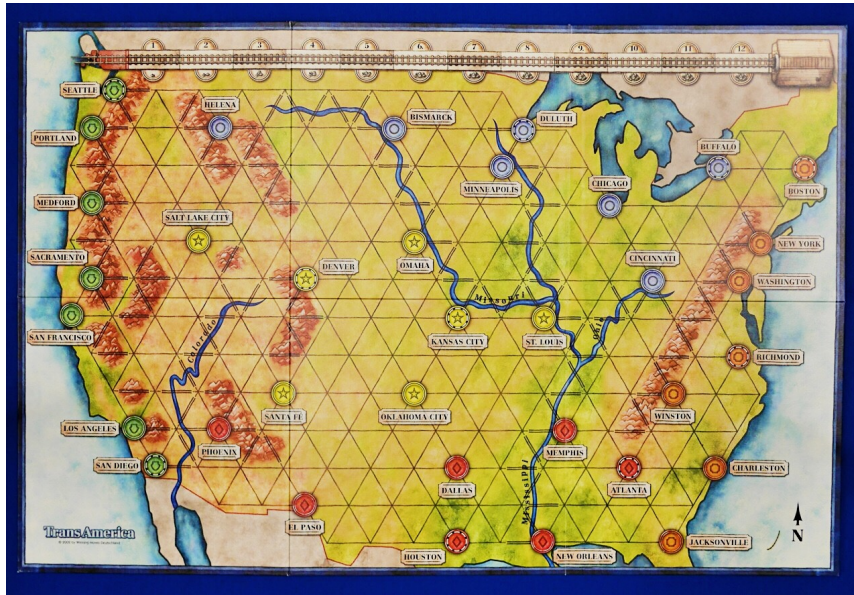 1 2 3 4 5 6 7 8 9 10 11 12
SEATTLE
HELENA
BISMARCK
DULUTH
PORTLAND
BUFFALO
MINNEAPOLIS
BOSTON
CHICAGO
MEDFORD
SALT LAKE CITY
NEW YORK
SACRAMENTO
DENVER
OMAHA
CINCINNATI
WASHINGTON
Missouri
Colorado
Ohio
SAN FRANCISCO
KANSAS CITY
ST. LOUIS
RICHMOND
SANTA FÉ
OKLAHOMA CITY
WINSTON
LOS ANGELES
PHOENIX
MEMPHIS
SAN DIEGO
DALLAS
ATLANTA
CHARLESTON
Mississippi
EL PASO
TransAmerica
N
HOUSTON
NEW ORLEANS
JACKSONVILLE